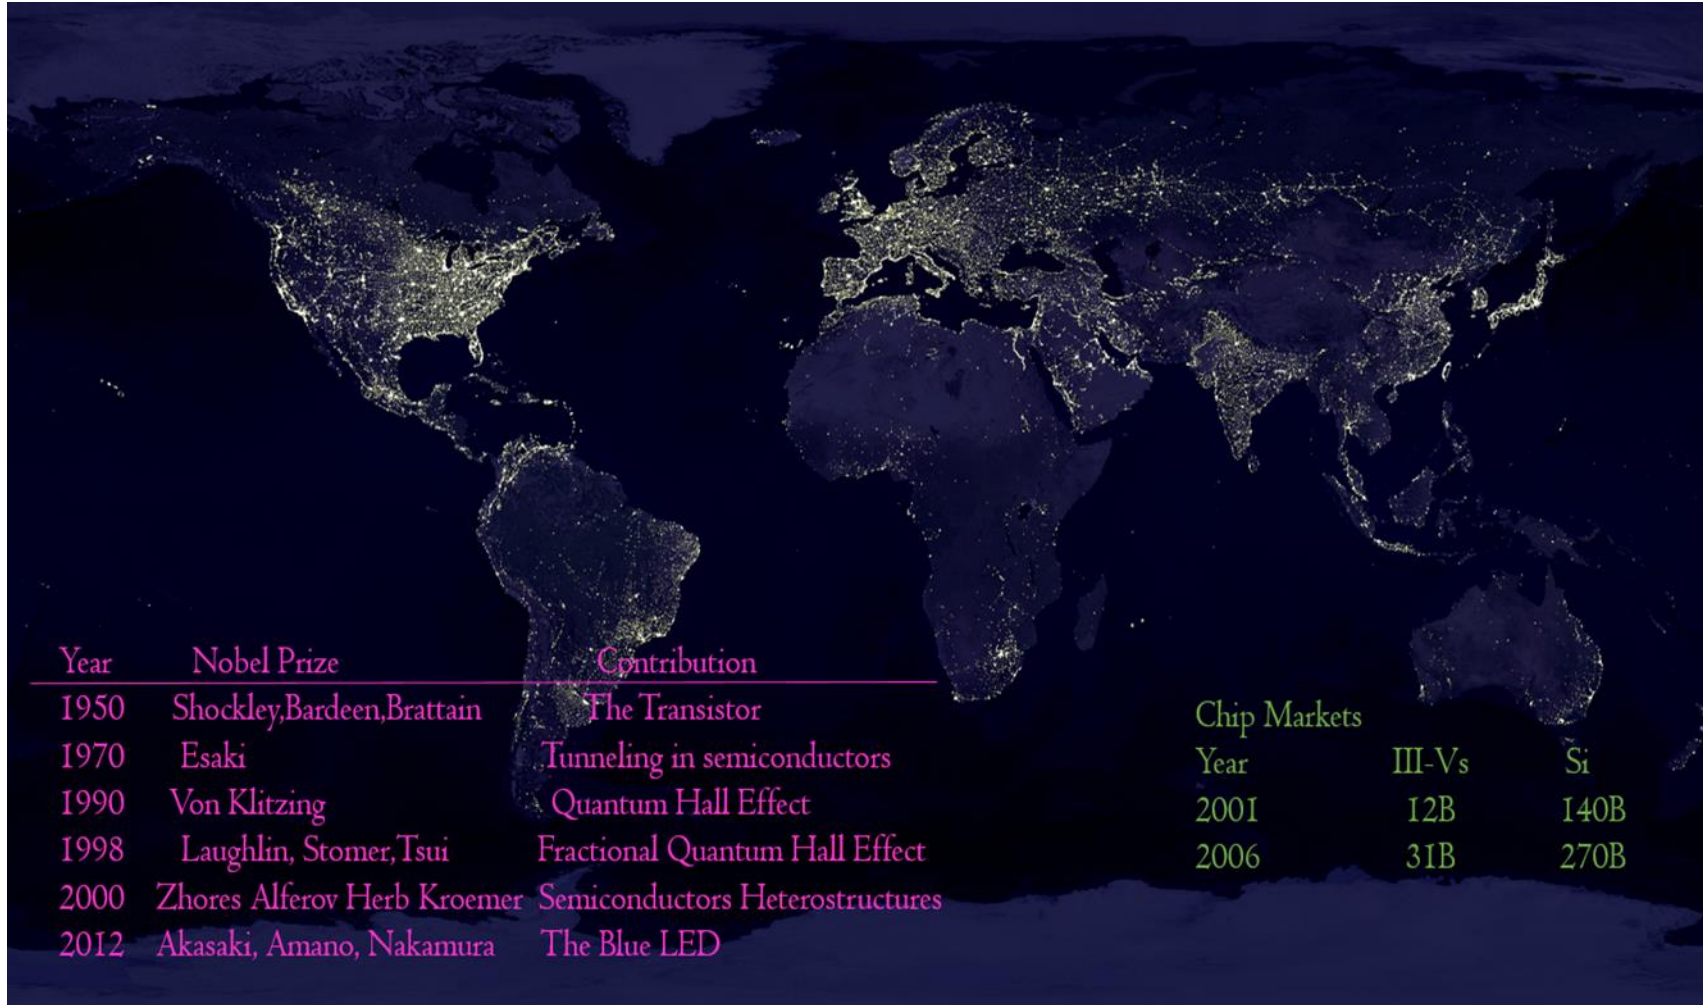 Year Nobel Prize Contribution
1950 Shockley,Bardeen,Brattain The Transistor
1970 Esaki Tunneling in semiconductors
1990 Von Klitzing Quantum Hall Effect
1998 Laughlin, Stomer,Tsui Fractional Quantum Hall Effect
2000 Zhores Alferov Herb Kroemer Semiconductors Heterostructures
2012 Akasaki, Amano, Nakamura The Blue LED
Chip Markets
Year III-Vs Si
2001 12B 140B
2006 31B 270B